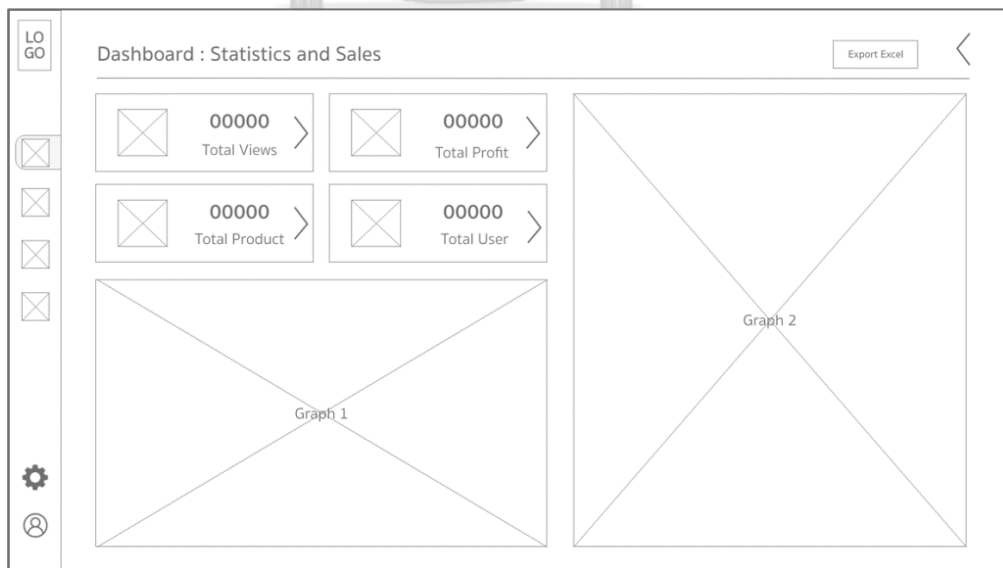 LO
GO
Dashboard : Statistics and Sales
Export Excel
00000
Total Views
00000
Total Profit
00000
Total Product
00000
Total User
Graph 1
Graph 2